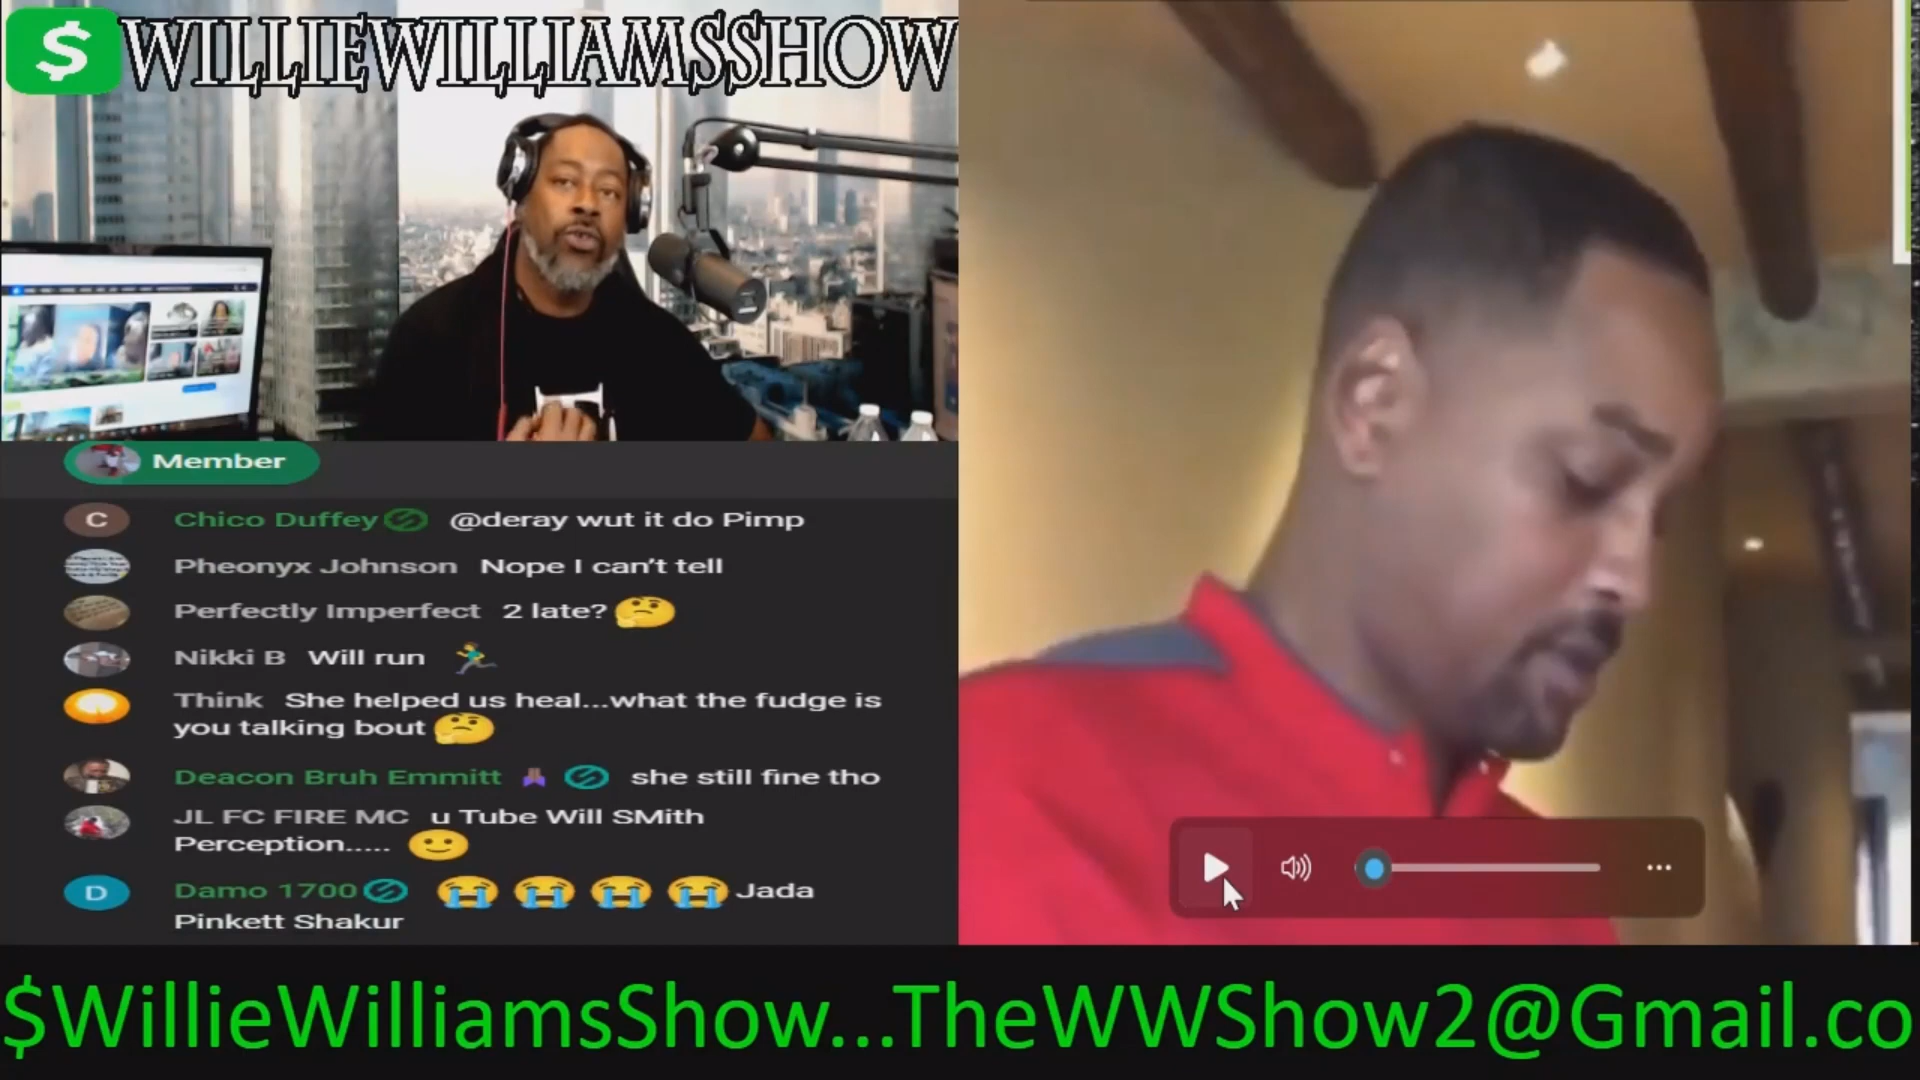 $ WILLIEWILLIAMSSHOW
Member
C Chico Duffey @deray wut it do Pimp
Pheonyx Johnson Nope I can't tell
Perfectly Imperfect 2 late? 🤔
Nikki B Will run 🏃‍♂️
Think She helped us heal...what the fudge is
you talking bout 🤔
Deacon Bruh Emmitt 🙏🏾 she still fine tho
JL FC FIRE MC u Tube Will SMith
Perception..... 🙂
D Damo 1700 😭 😭 😭 😭 Jada
Pinkett Shakur
$WillieWilliamsShow...TheWWShow2@Gmail.co